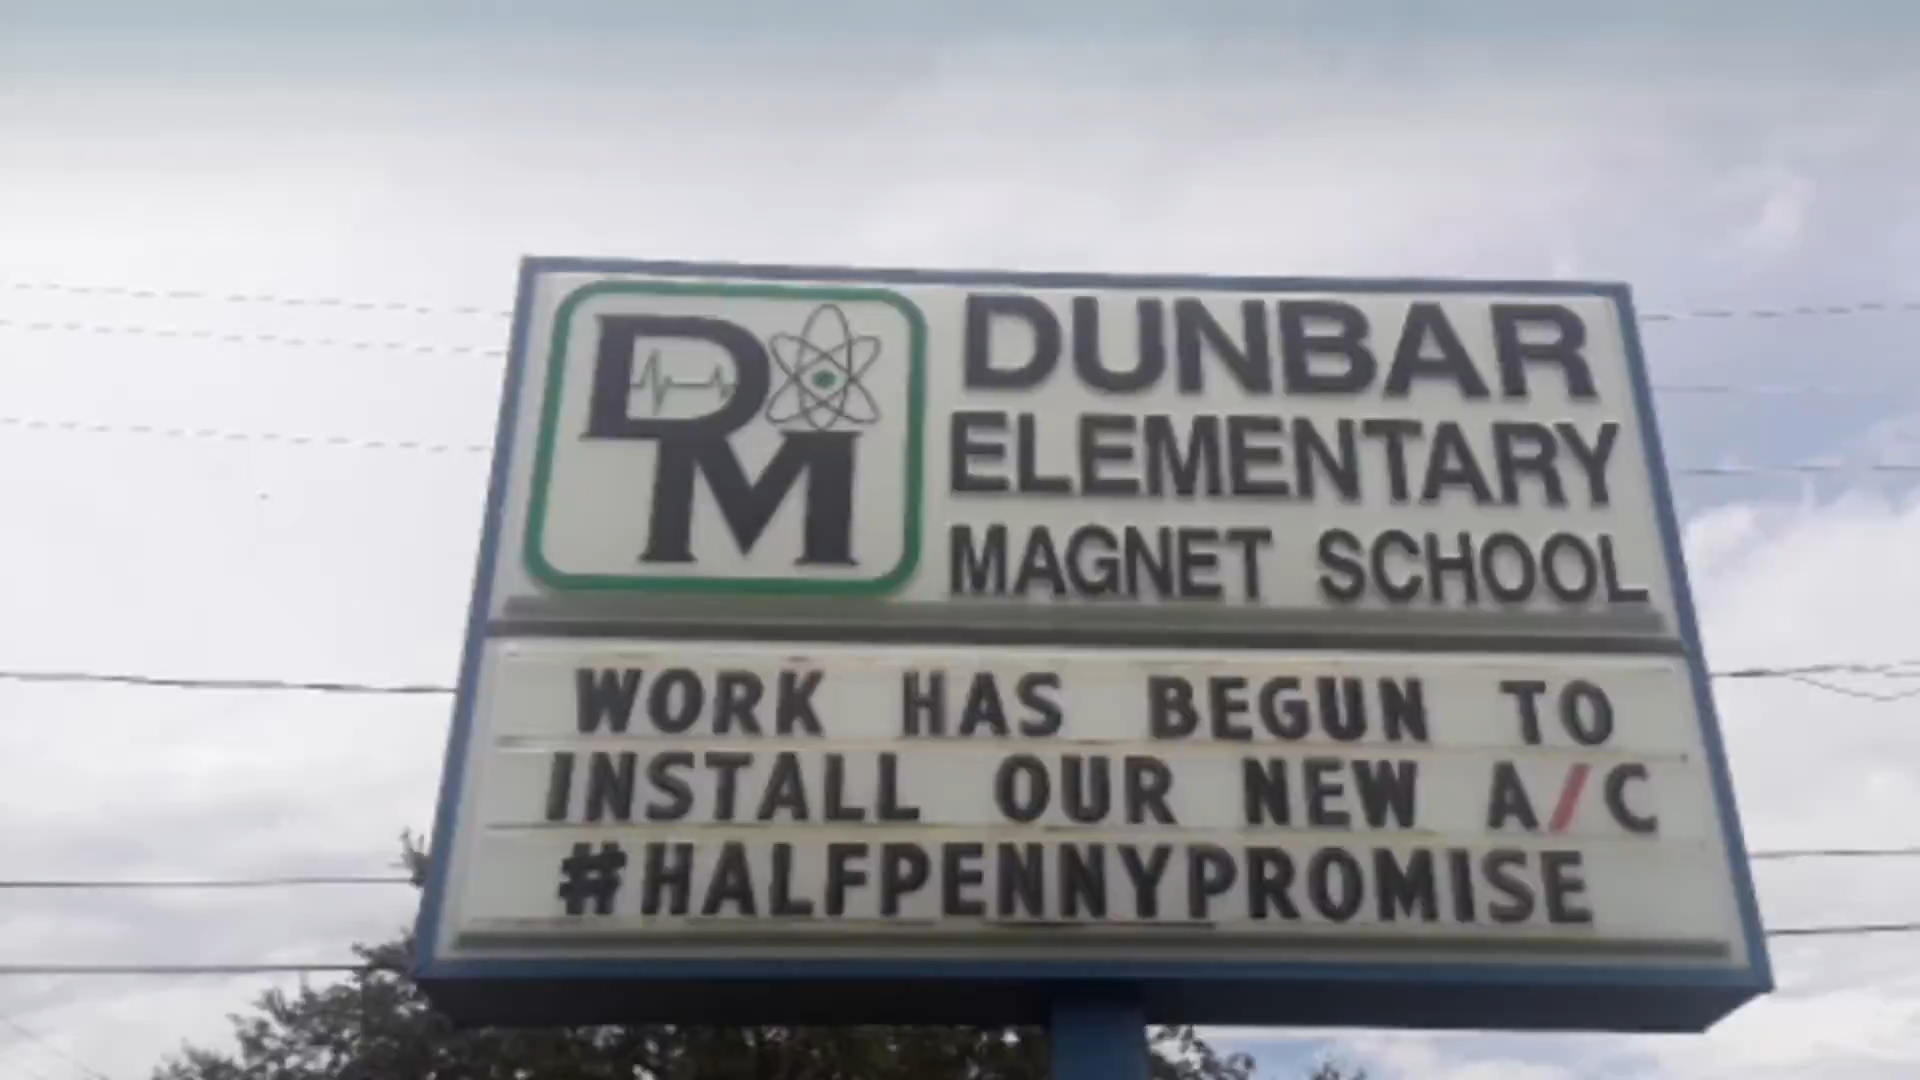 DM
DUNBAR
ELEMENTARY
MAGNET SCHOOL
WORK HAS BEGUN TO
INSTALL OUR NEW A/C
#HALFPENNYPROMISE